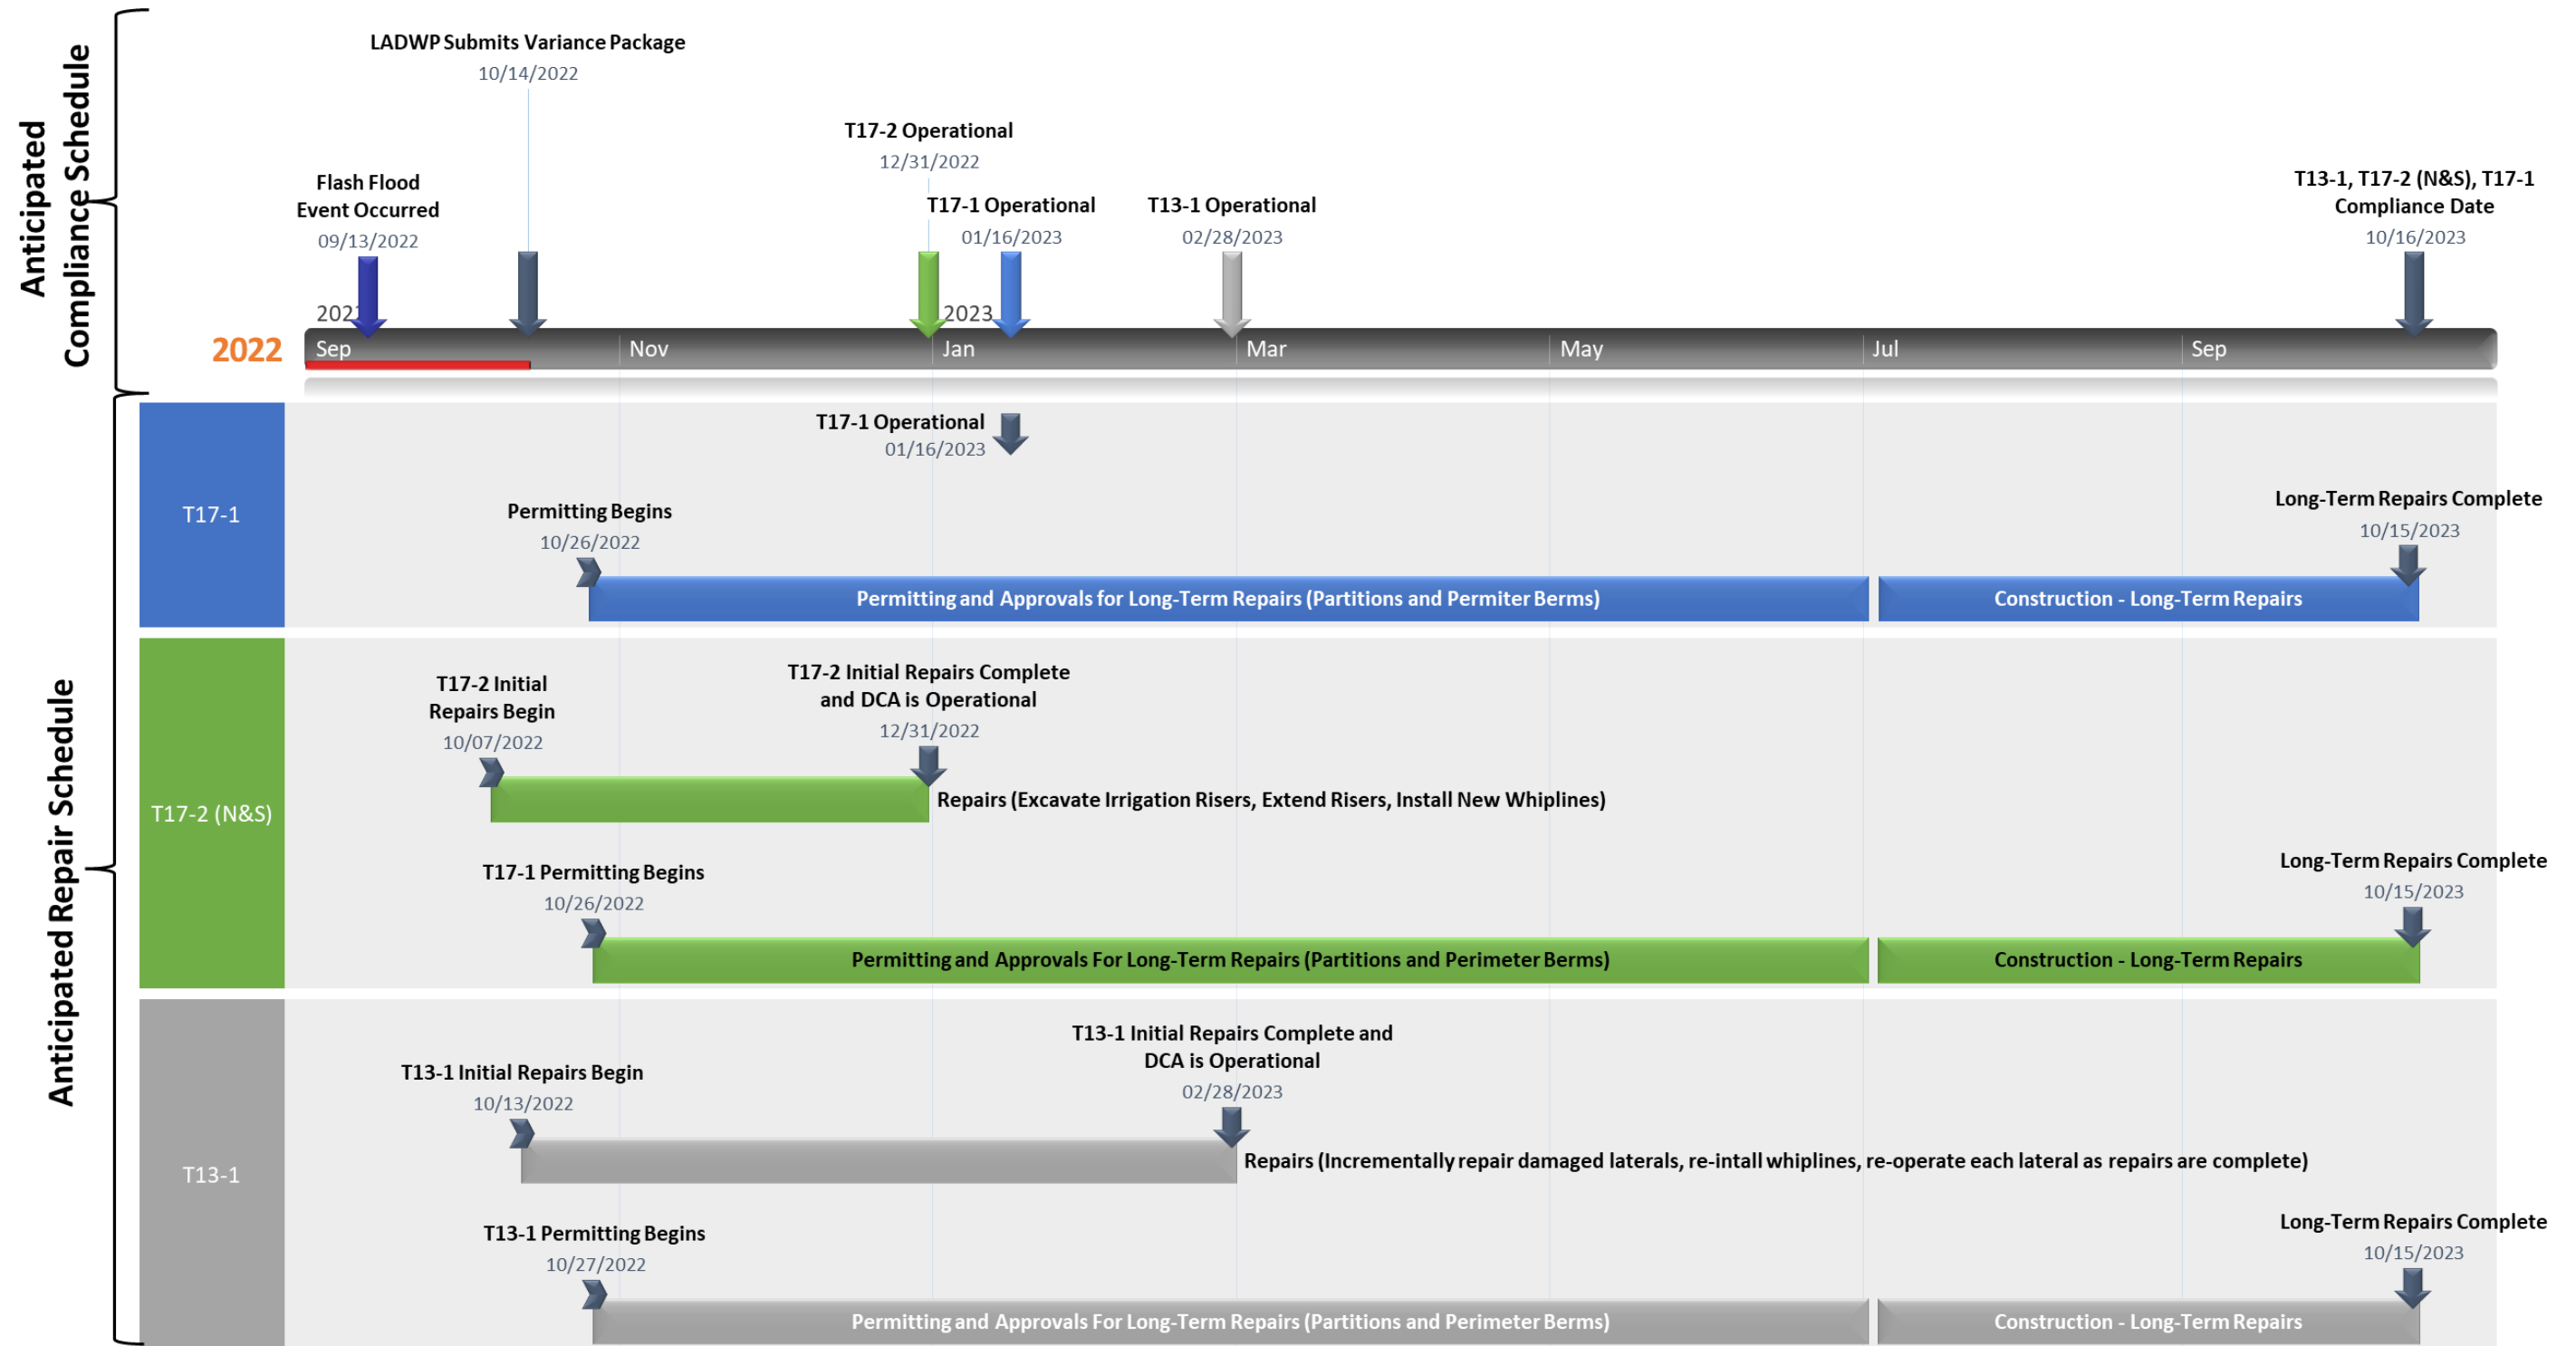 Anticipated
Compliance Schedule
LADWP Submits Variance Package
10/14/2022
T17-2 Operational
12/31/2022
Flash Flood
Event Occurred
09/13/2022
T17-1 Operational
01/16/2023
T13-1 Operational
02/28/2023
T13-1, T17-2 (N&S), T17-1
Compliance Date
10/16/2023
2023
2022
Sep
Nov
Jan
Mar
May
Jul
Sep
Anticipated Repair Schedule
T17-1
T17-1 Operational
01/16/2023
Permitting Begins
10/26/2022
Long-Term Repairs Complete
10/15/2023
Permitting and Approvals for Long-Term Repairs (Partitions and Permiter Berms)
Construction - Long-Term Repairs
T17-2 (N&S)
T17-2 Initial
Repairs Begin
10/07/2022
T17-2 Initial Repairs Complete
and DCA is Operational
12/31/2022
Repairs (Excavate Irrigation Risers, Extend Risers, Install New Whiplines)
T17-1 Permitting Begins
10/26/2022
Long-Term Repairs Complete
10/15/2023
Permitting and Approvals For Long-Term Repairs (Partitions and Perimeter Berms)
Construction - Long-Term Repairs
T13-1
T13-1 Initial Repairs Begin
10/13/2022
T13-1 Initial Repairs Complete and
DCA is Operational
02/28/2023
Repairs (Incrementally repair damaged laterals, re-intall whiplines, re-operate each lateral as repairs are complete)
T13-1 Permitting Begins
10/27/2022
Long-Term Repairs Complete
10/15/2023
Permitting and Approvals For Long-Term Repairs (Partitions and Perimeter Berms)
Construction - Long-Term Repairs